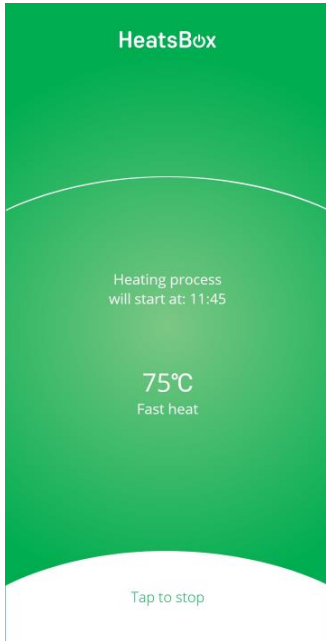 HeatsBox
Heating process
will start at: 11:45
75℃
Fast heat
Tap to stop